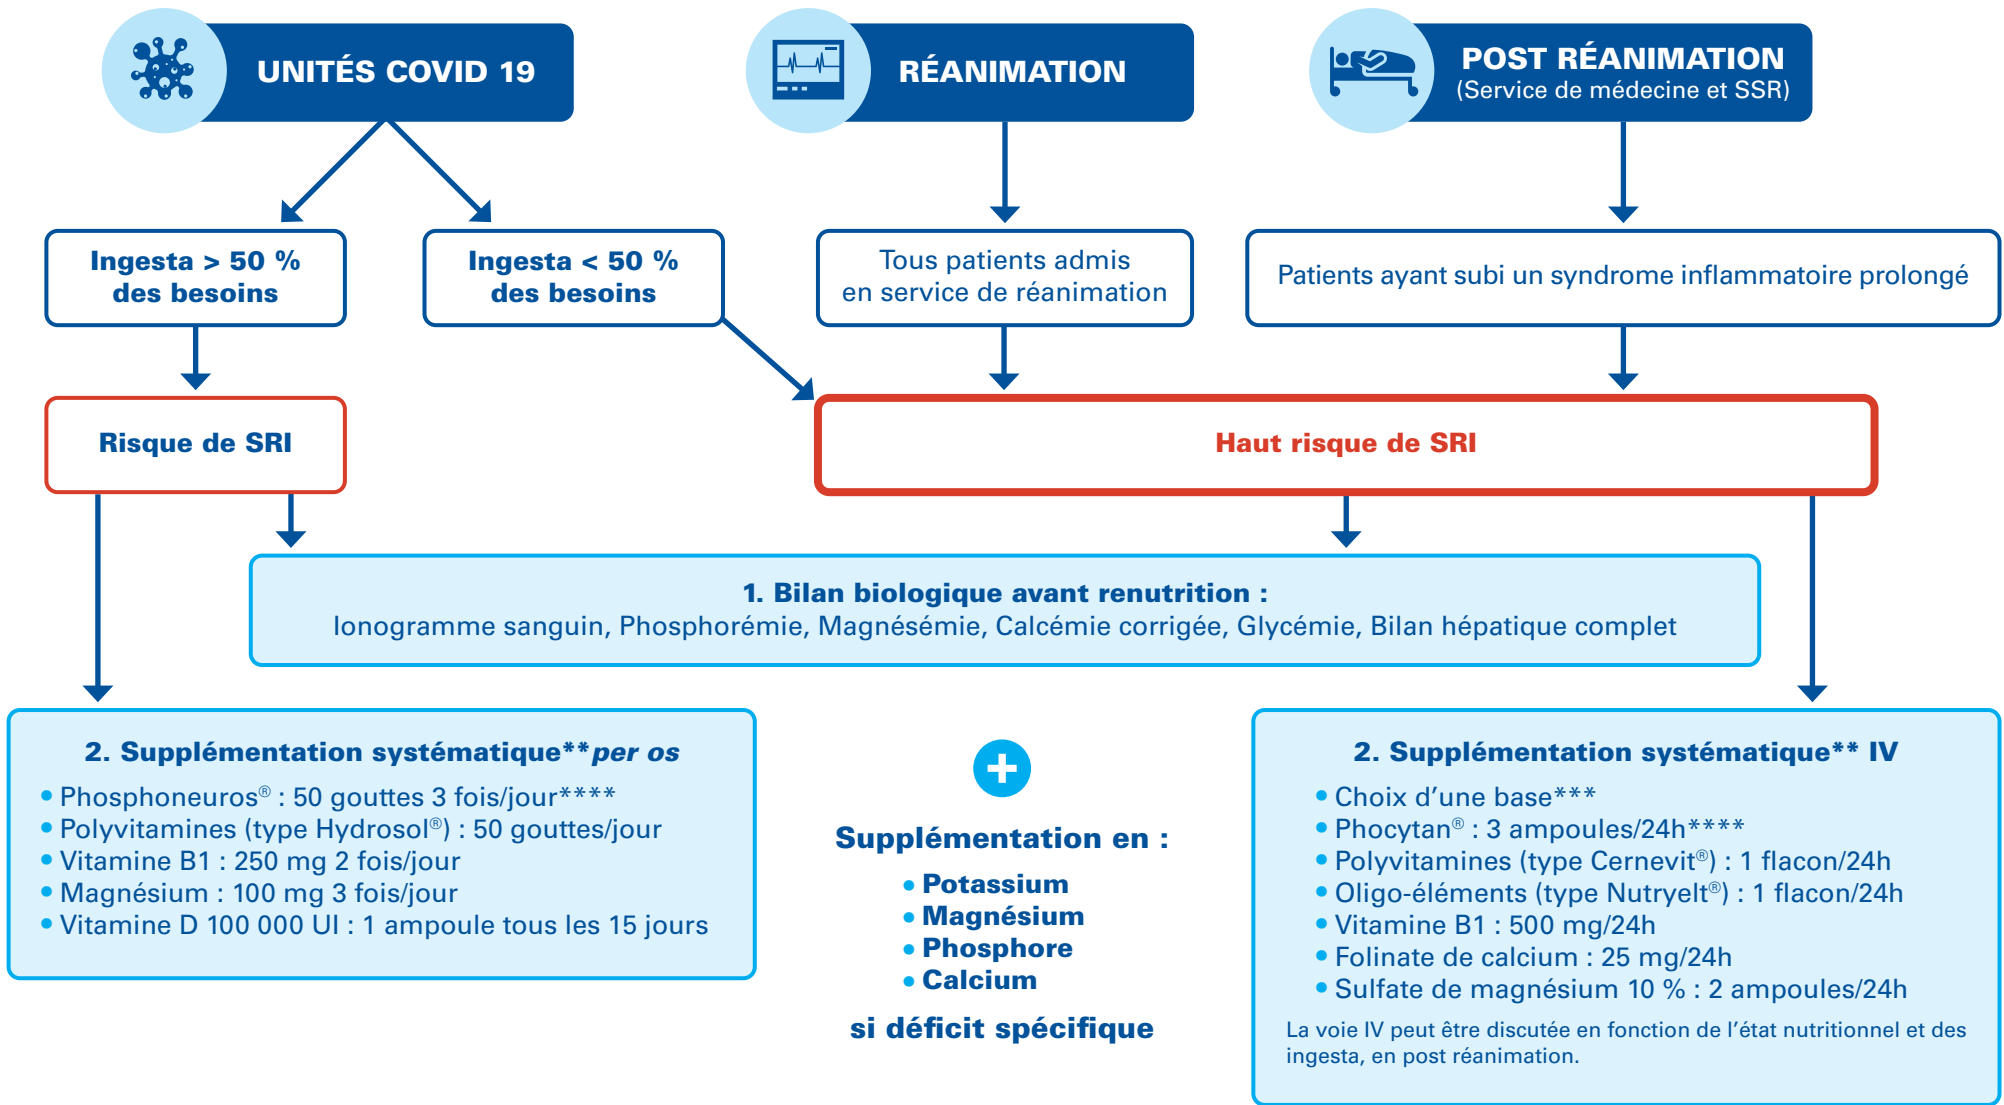 UNITÉS COVID 19
RÉANIMATION
POST RÉANIMATION
(Service de médecine et SSR)
Ingesta > 50 %
des besoins
Ingesta < 50 %
des besoins
Tous patients admis
en service de réanimation
Patients ayant subi un syndrome inflammatoire prolongé
Risque de SRI
Haut risque de SRI
1. Bilan biologique avant renutrition :
Ionogramme sanguin, Phosphorémie, Magnésémie, Calcémie corrigée, Glycémie, Bilan hépatique complet
2. Supplémentation systématique** per os
• Phosphoneuros® : 50 gouttes 3 fois/jour****
• Polyvitamines (type Hydrosol®) : 50 gouttes/jour
• Vitamine B1 : 250 mg 2 fois/jour
• Magnésium : 100 mg 3 fois/jour
• Vitamine D 100 000 UI : 1 ampoule tous les 15 jours
+
Supplémentation en :
• Potassium
• Magnésium
• Phosphore
• Calcium
si déficit spécifique
2. Supplémentation systématique** IV
• Choix d'une base***
• Phocytan® : 3 ampoules/24h****
• Polyvitamines (type Cernevit®) : 1 flacon/24h
• Oligo-éléments (type Nutryelt®) : 1 flacon/24h
• Vitamine B1 : 500 mg/24h
• Folinate de calcium : 25 mg/24h
• Sulfate de magnésium 10 % : 2 ampoules/24h
La voie IV peut être discutée en fonction de l'état nutritionnel et des
ingesta, en post réanimation.